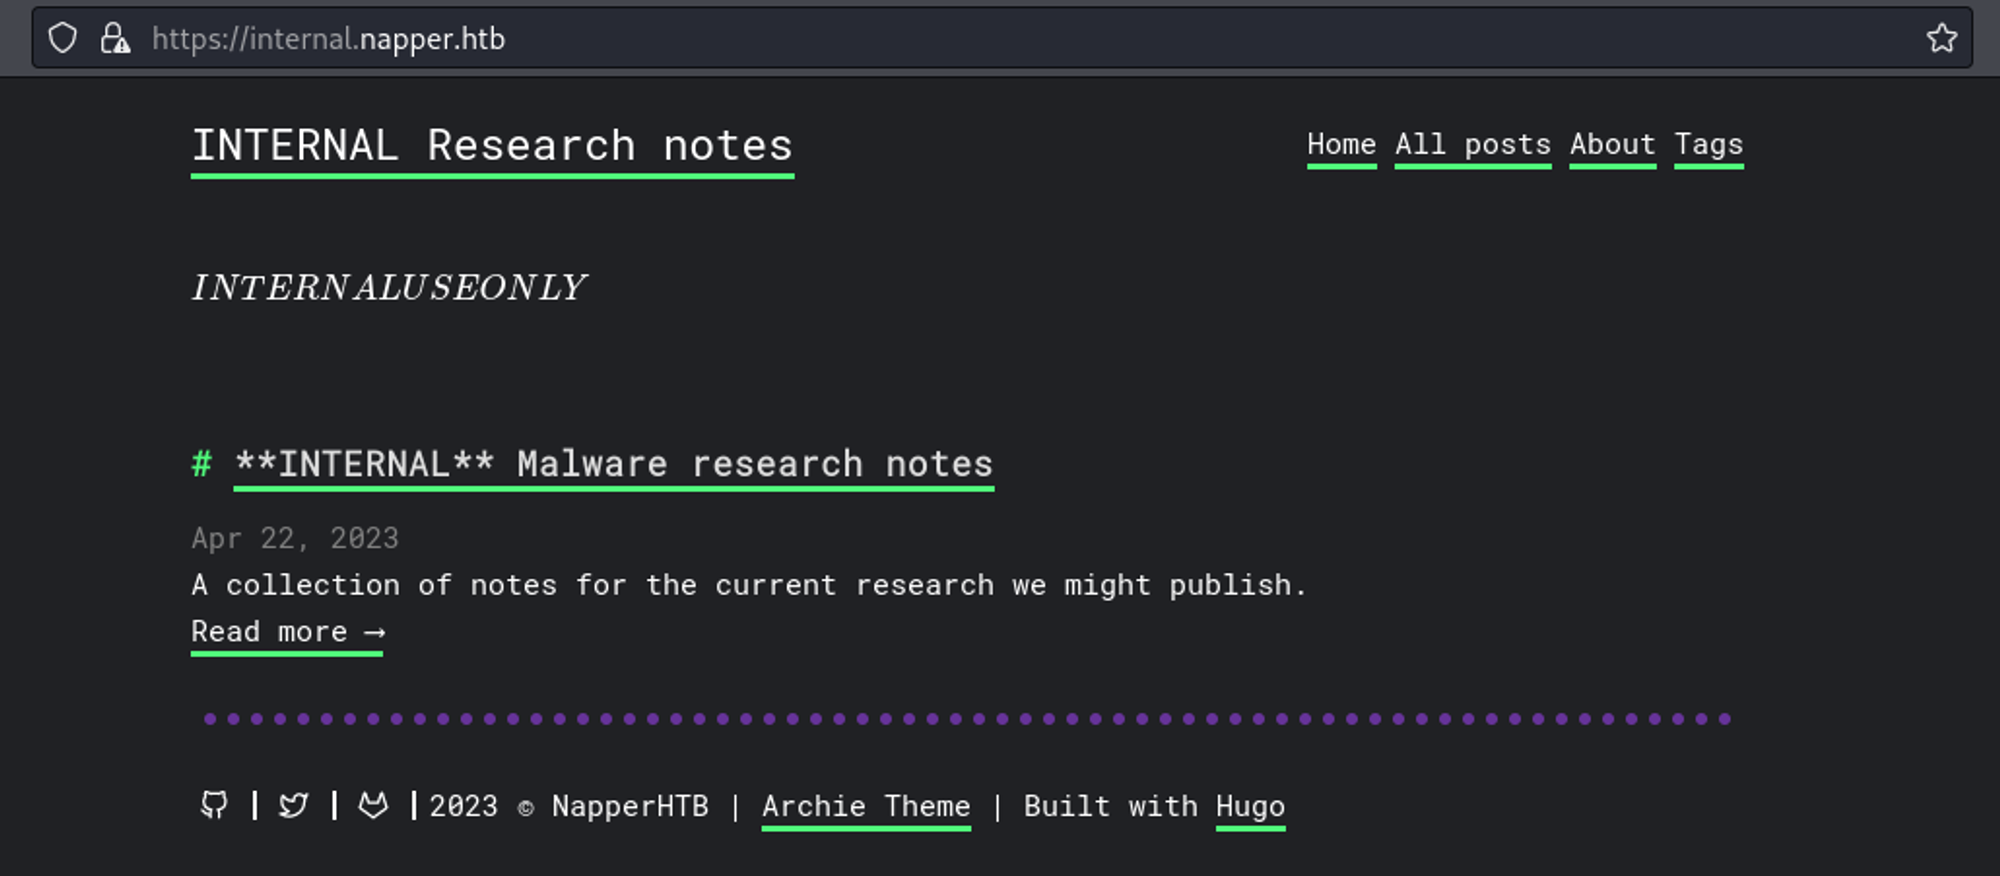 https://internal.napper.htb
INTERNAL Research notes Home All posts About Tags
INTERNALUSEONLY
# **INTERNAL** Malware research notes
Apr 22, 2023
A collection of notes for the current research we might publish.
Read more →
| | | 2023 © NapperHTB | Archie Theme | Built with Hugo